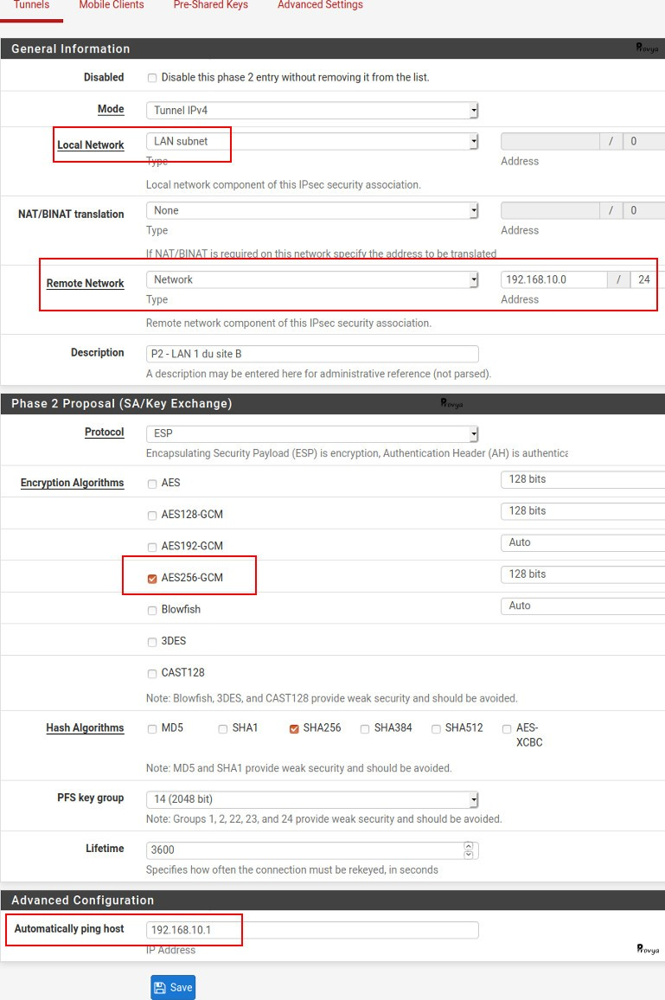 Tunnels Mobile Clients Pre-Shared Keys Advanced Settings
General Information Provya
Disabled Disable this phase 2 entry without removing it from the list.
Mode Tunnel IPv4
Local Network LAN subnet / 0
Type Address
Local network component of this IPsec security association.
NAT/BINAT translation None / 0
Type Address
If NAT/BINAT is required on this network specify the address to be translated
Remote Network Network 192.168.10.0 / 24
Type Address
Remote network component of this IPsec security association.
Description P2 - LAN 1 du site B
A description may be entered here for administrative reference (not parsed).
Phase 2 Proposal (SA/Key Exchange) Provya
Protocol ESP
Encapsulating Security Payload (ESP) is encryption, Authentication Header (AH) is authentica
Encryption Algorithms AES 128 bits
AES128-GCM 128 bits
AES192-GCM Auto
AES256-GCM 128 bits
Blowfish Auto
3DES
CAST128
Note: Blowfish, 3DES, and CAST128 provide weak security and should be avoided.
Hash Algorithms MD5 SHA1 SHA256 SHA384 SHA512 AES-
XCBC
Note: MD5 and SHA1 provide weak security and should be avoided.
PFS key group 14 (2048 bit)
Note: Groups 1, 2, 22, 23, and 24 provide weak security and should be avoided.
Lifetime 3600
Specifies how often the connection must be rekeyed, in seconds
Advanced Configuration
Automatically ping host 192.168.10.1
IP Address Provya
Save